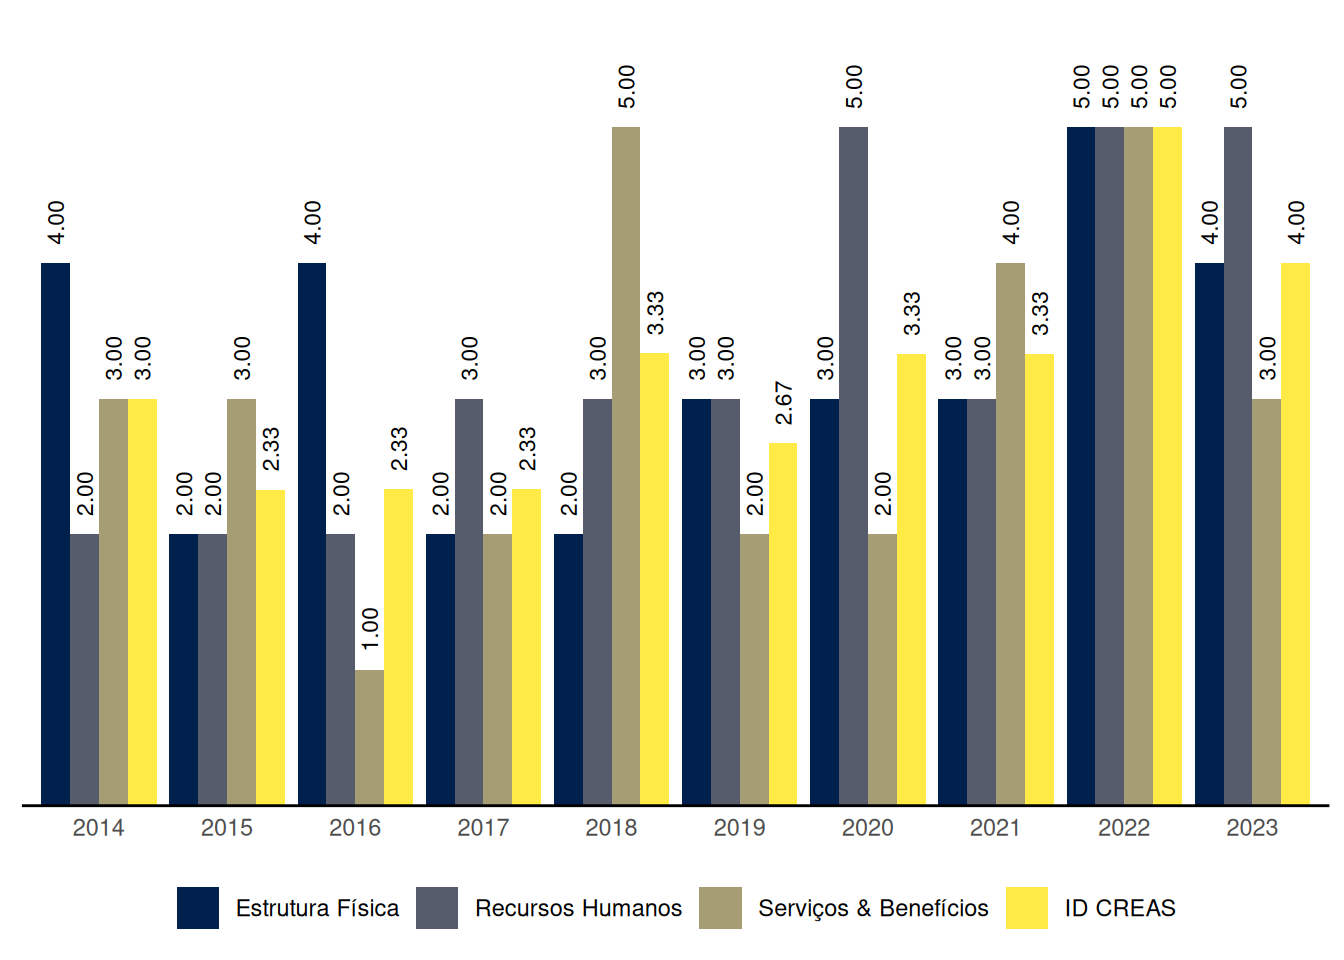 4.00 2.00 3.00 3.00 2.00 2.00 3.00 2.33 4.00 2.00 1.00 2.33 2.00 3.00 2.00 2.33 2.00 3.00 5.00 3.33 3.00 3.00 2.00 2.67 3.00 5.00 2.00 3.33 3.00 3.00 4.00 3.33 5.00 5.00 5.00 5.00 4.00 5.00 3.00 4.00
2014 2015 2016 2017 2018 2019 2020 2021 2022 2023
Estrutura Física Recursos Humanos Serviços & Benefícios ID CREAS